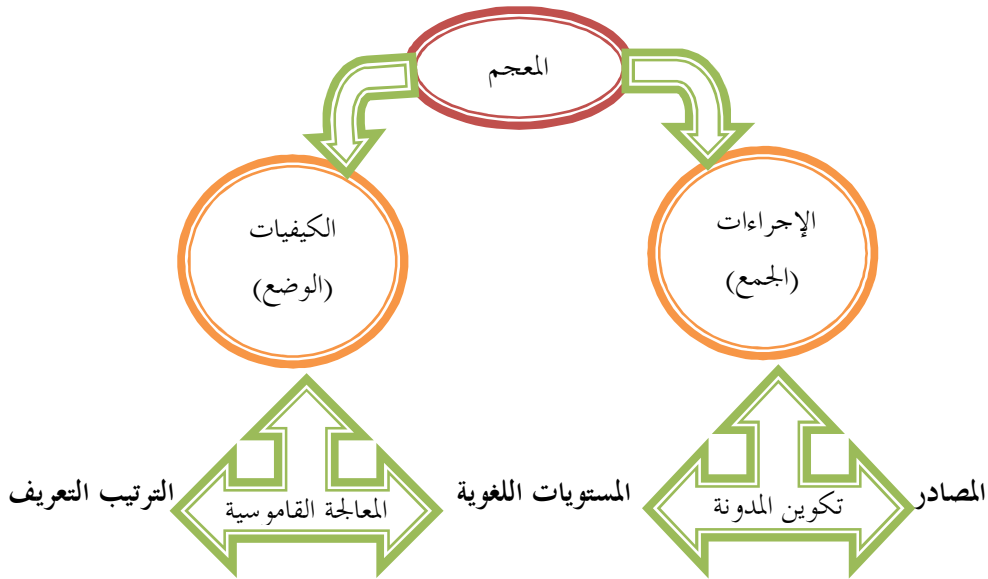 المعجم
الإجراءات
(الجمع)
الكيفيات
(الوضع)
المصادر
تكوين المدونة
المستويات اللغوية
المعالجة القاموسية
الترتيب التعريف